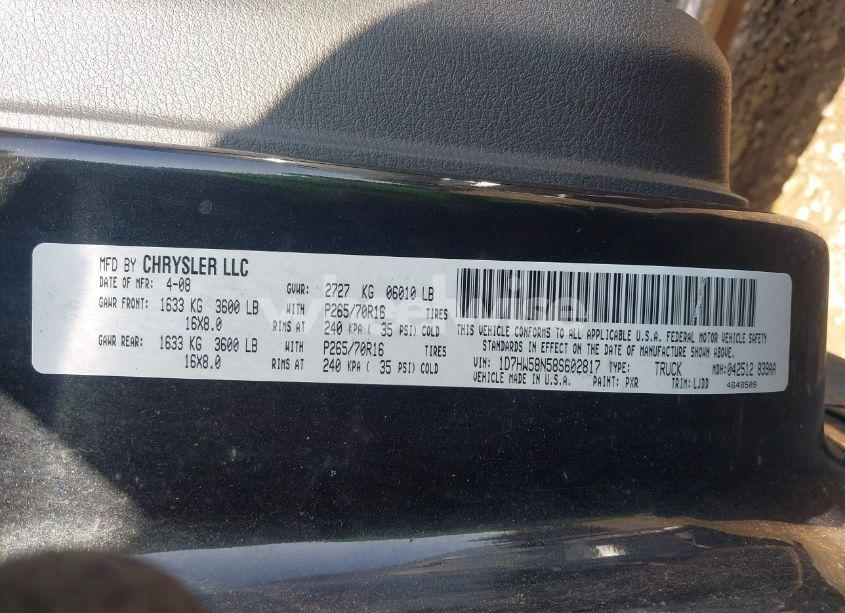 MFD BY CHRYSLER LLC
DATE OF MFR: 4-08 GVWR: 2727 KG 06010 LB
GAWR FRONT: 1633 KG 3600 LB WITH P265/70R16 TIRES
16X8.0 RIMS AT 240 KPA ( 35 PSI) COLD
GAWR REAR: 1633 KG 3600 LB WITH P265/70R16 TIRES
16X8.0 RIMS AT 240 KPA ( 35 PSI) COLD
THIS VEHICLE CONFORMS TO ALL APPLICABLE U.S.A. FEDERAL MOTOR VEHICLE SAFETY
STANDARDS IN EFFECT ON THE DATE OF MANUFACTURE SHOWN ABOVE.
VIN: 1D7HW58N58S602817 TYPE: TRUCK MDH:042512 839AA
VEHICLE MADE IN U.S.A. PAINT: PXR TRIM: LJDD 4648509